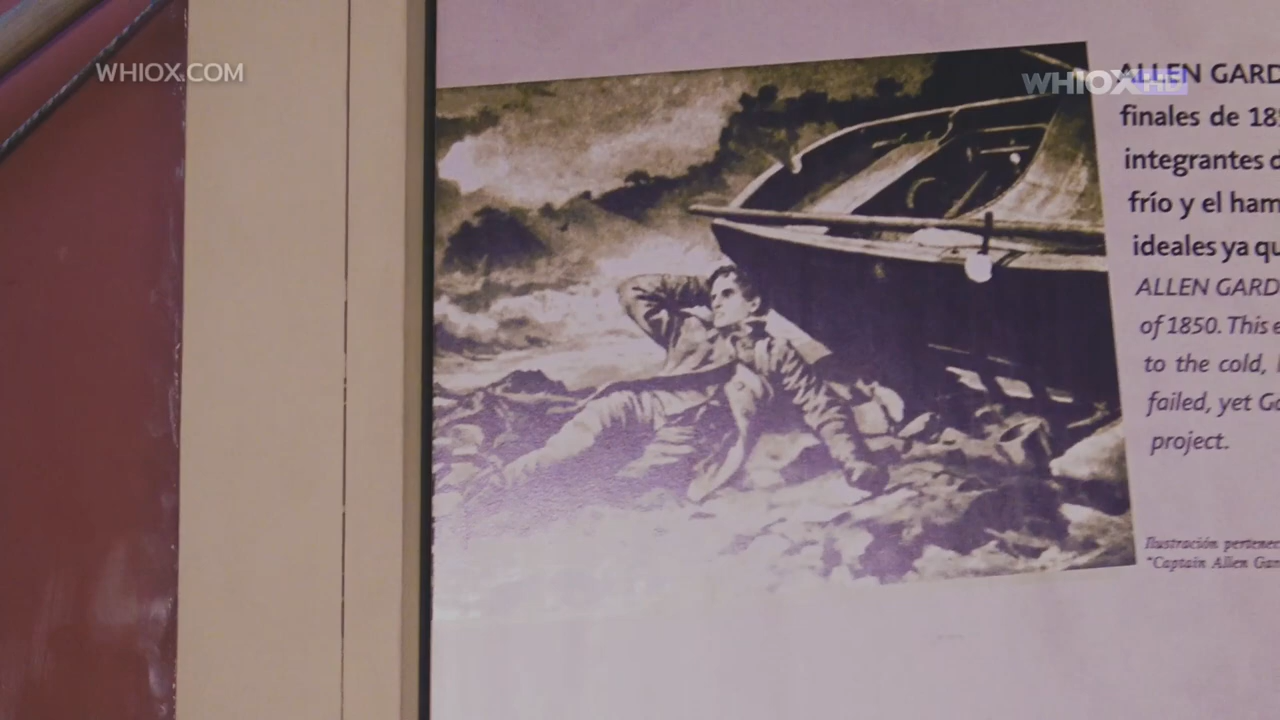 WHIOX.COM
WHIOX HD
ALLEN GARD
finales de 18
integrantes d
frío y el ham
ideales ya qu
ALLEN GARD
of 1850. This e
to the cold,
failed, yet Ga
project.
Ilustración pertenec
"Captain Allen Gar